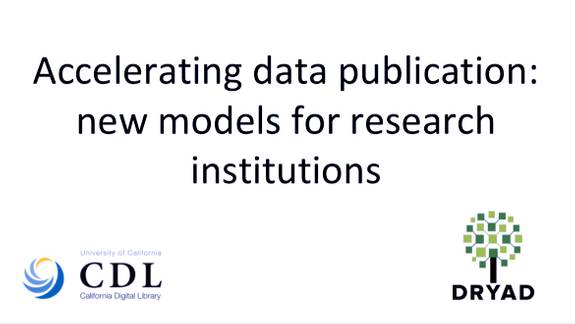 Accelerating data publication:
new models for research
institutions
University of California
CDL
California Digital Library
DRYAD